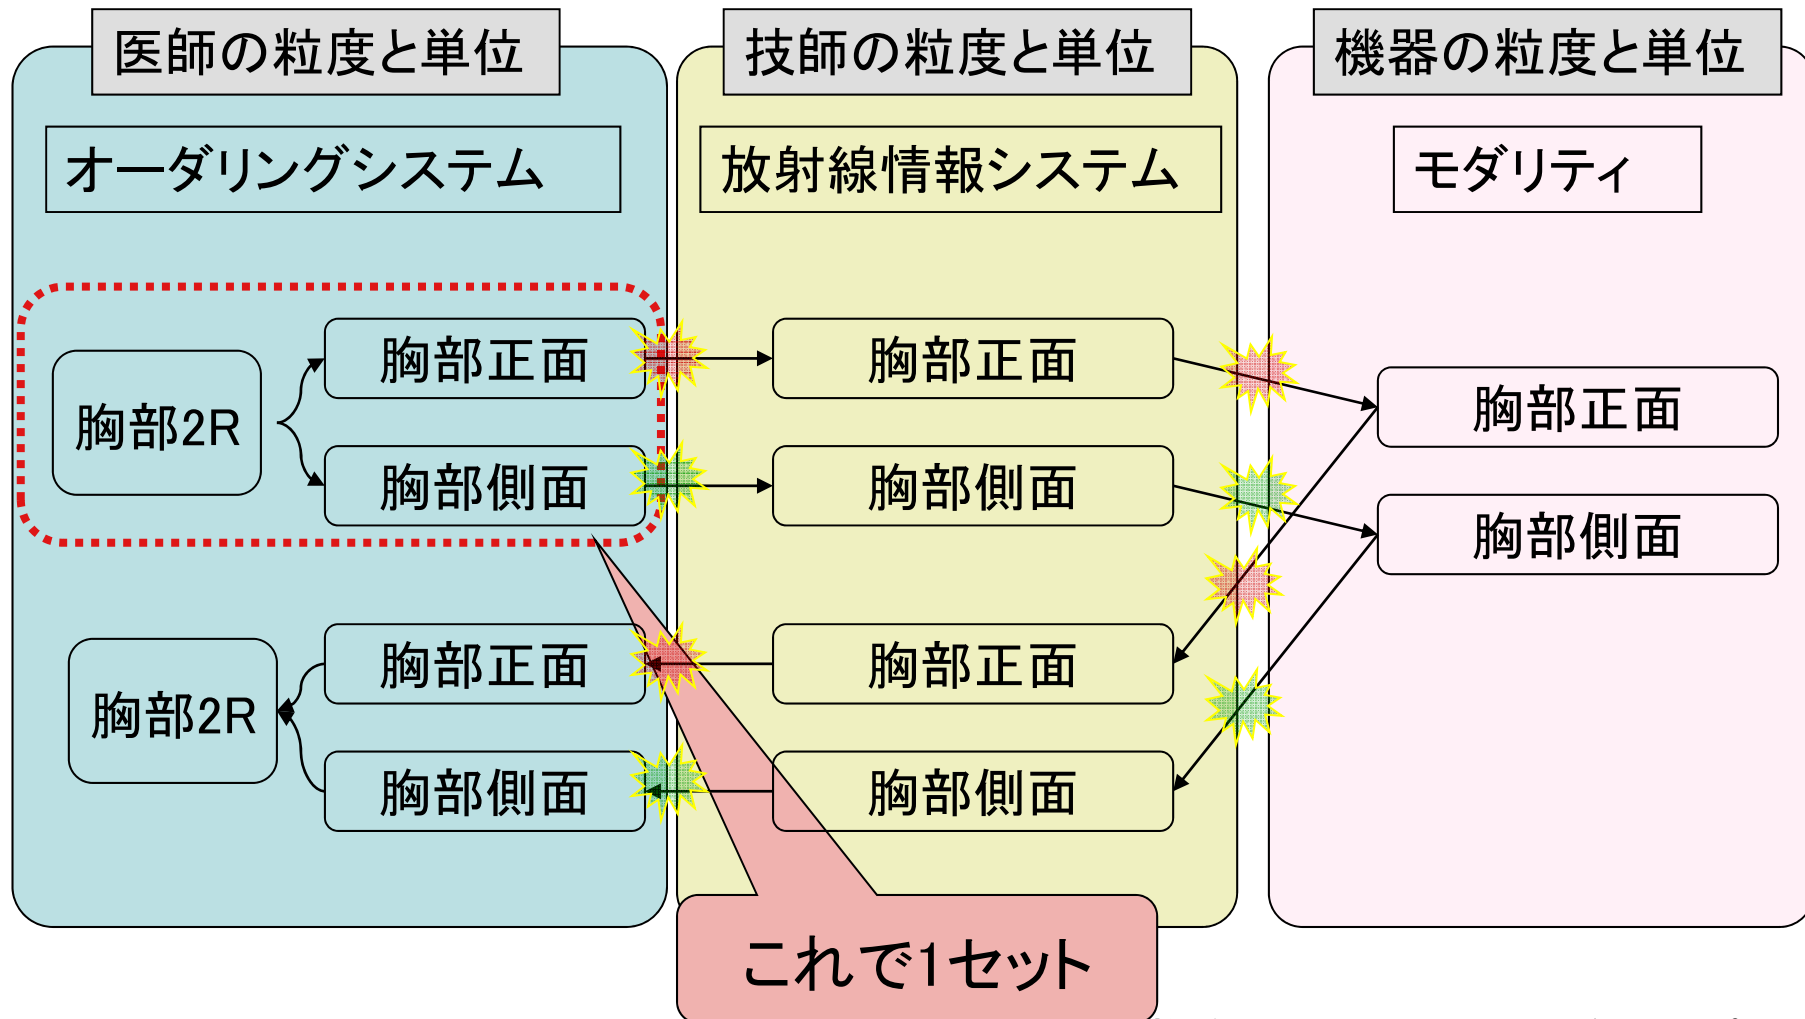 医師の粒度と単位
技師の粒度と単位
機器の粒度と単位
オーダリングシステム
放射線情報システム
モダリティ
胸部2R
胸部正面
胸部側面
胸部正面
胸部側面
胸部正面
胸部側面
胸部2R
胸部正面
胸部側面
胸部正面
胸部側面
これで1セット